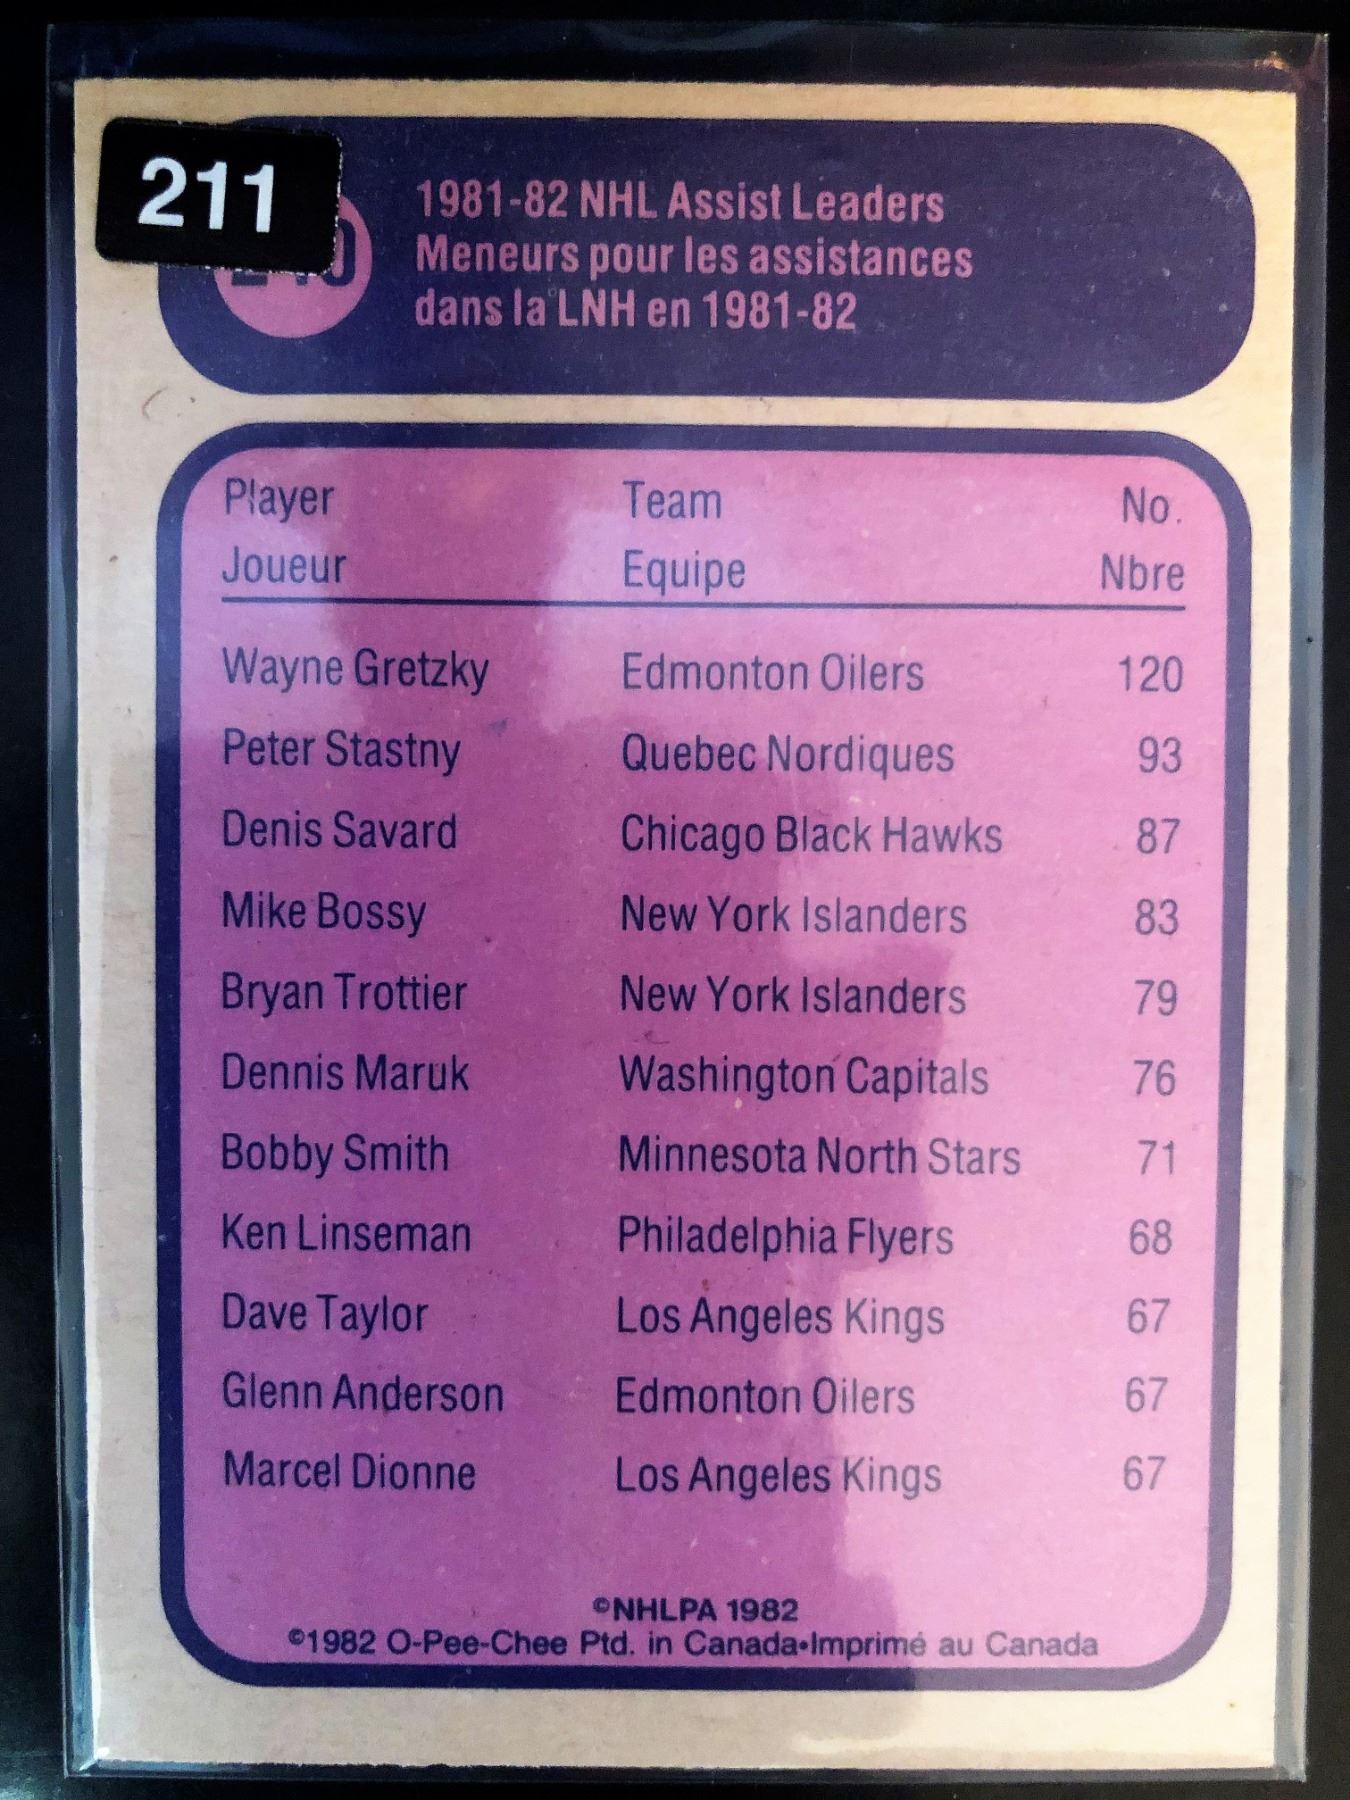 211
1981-82 NHL Assist Leaders
Meneurs pour les assistances
dans la LNH en 1981-82
Player Team No.
Joueur Equipe Nbre
Wayne Gretzky Edmonton Oilers 120
Peter Stastny Quebec Nordiques 93
Denis Savard Chicago Black Hawks 87
Mike Bossy New York Islanders 83
Bryan Trottier New York Islanders 79
Dennis Maruk Washington Capitals 76
Bobby Smith Minnesota North Stars 71
Ken Linseman Philadelphia Flyers 68
Dave Taylor Los Angeles Kings 67
Glenn Anderson Edmonton Oilers 67
Marcel Dionne Los Angeles Kings 67
©NHLPA 1982
©1982 O-Pee-Chee Ptd. in Canada•Imprimé au Canada